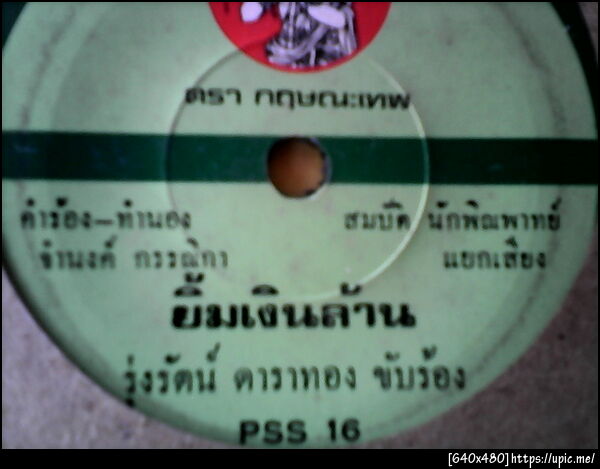 ตรา กฤษณะเทพ
คำร้อง-ทำนอง
จำนงค์ กรรณิกา
สมบัติ นักพิณพาทย์
แยกเสียง
ยิ้มเงินล้าน
รุ่งรัตน์ ดาราทอง ขับร้อง
PSS 16
[640x480]https://upic.me/